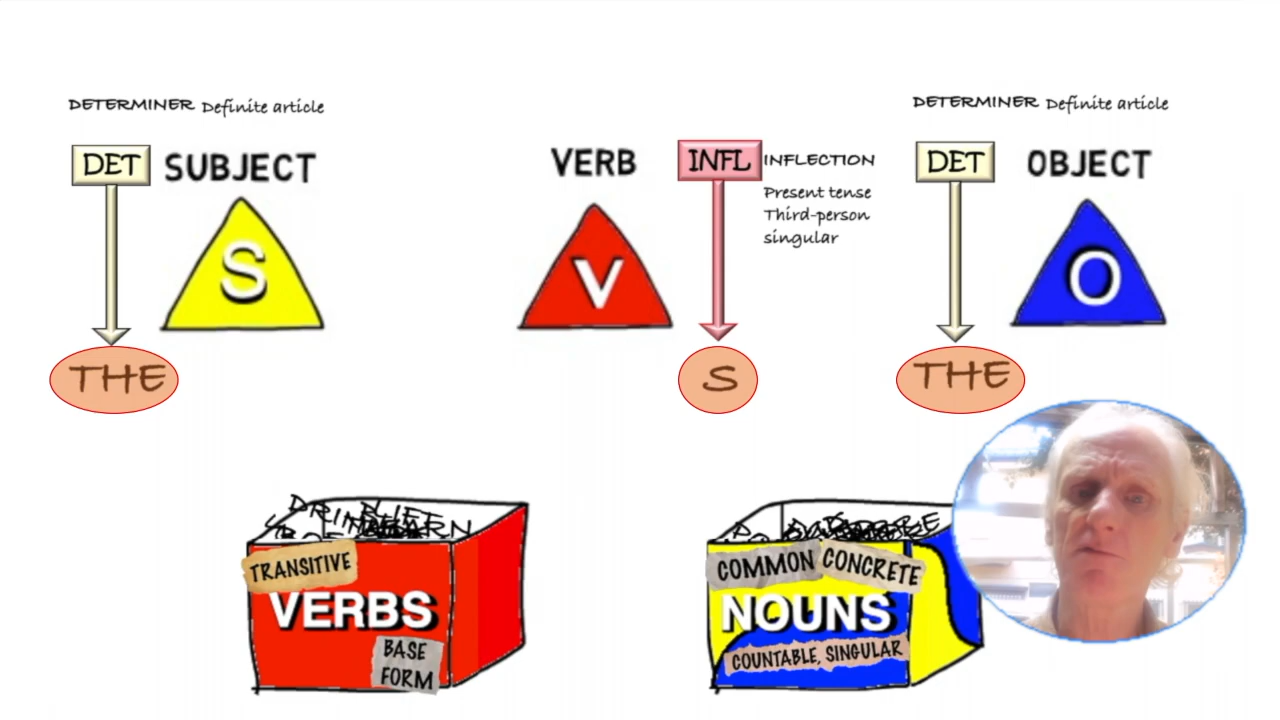 DETERMINER Definite article
DETERMINER Definite article
DET SUBJECT
VERB
INFL INFLECTION
DET OBJECT
Present tense
Third-person
singular
S
V
O
THE
S
THE
TRANSITIVE
VERBS
BASE
FORM
COMMON CONCRETE
NOUNS
COUNTABLE, SINGULAR